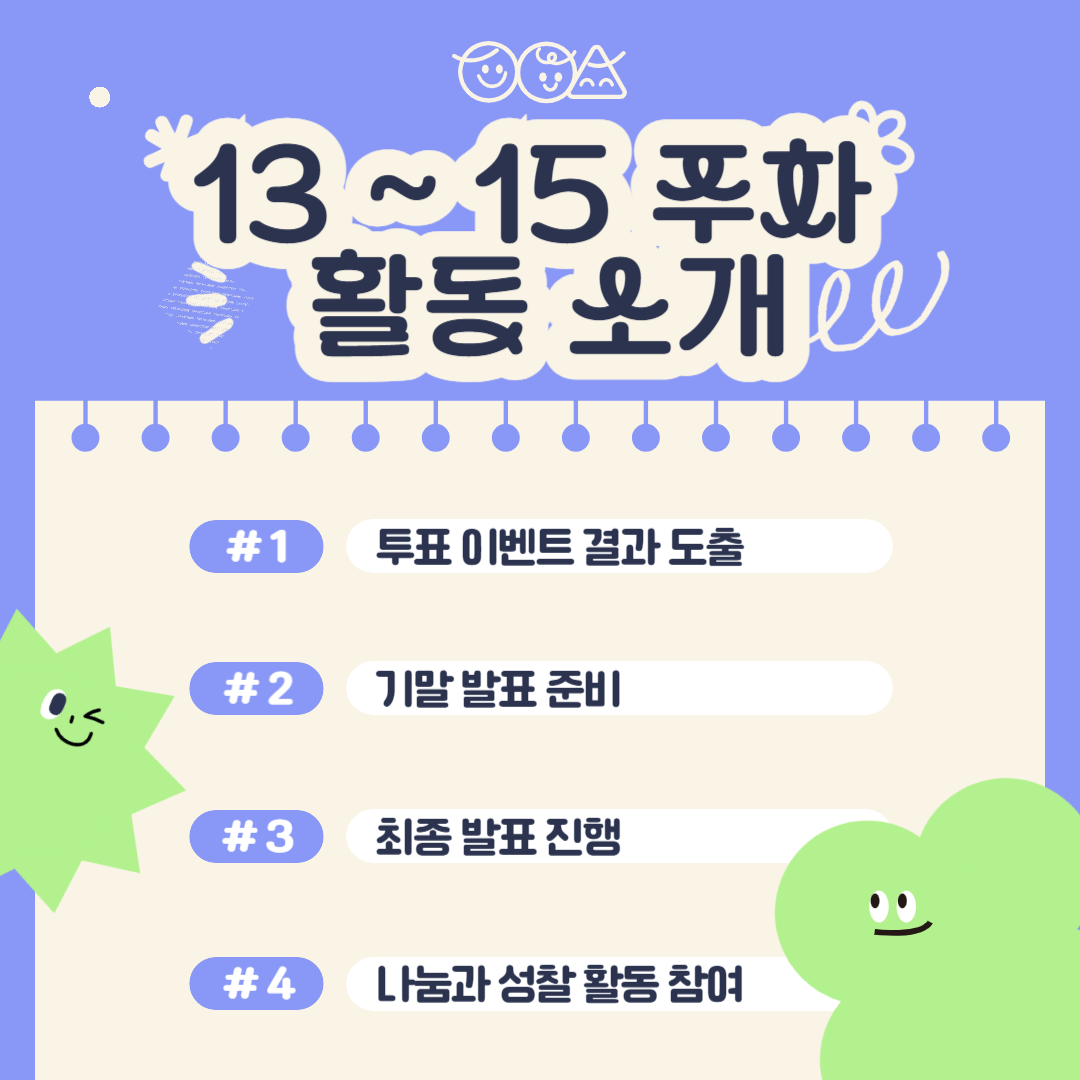 13 ~ 15 푸화
활동 소개
#1 투표 이벤트 결과 도출
#2 기말 발표 준비
#3 최종 발표 진행
#4 나눔과 성찰 활동 참여